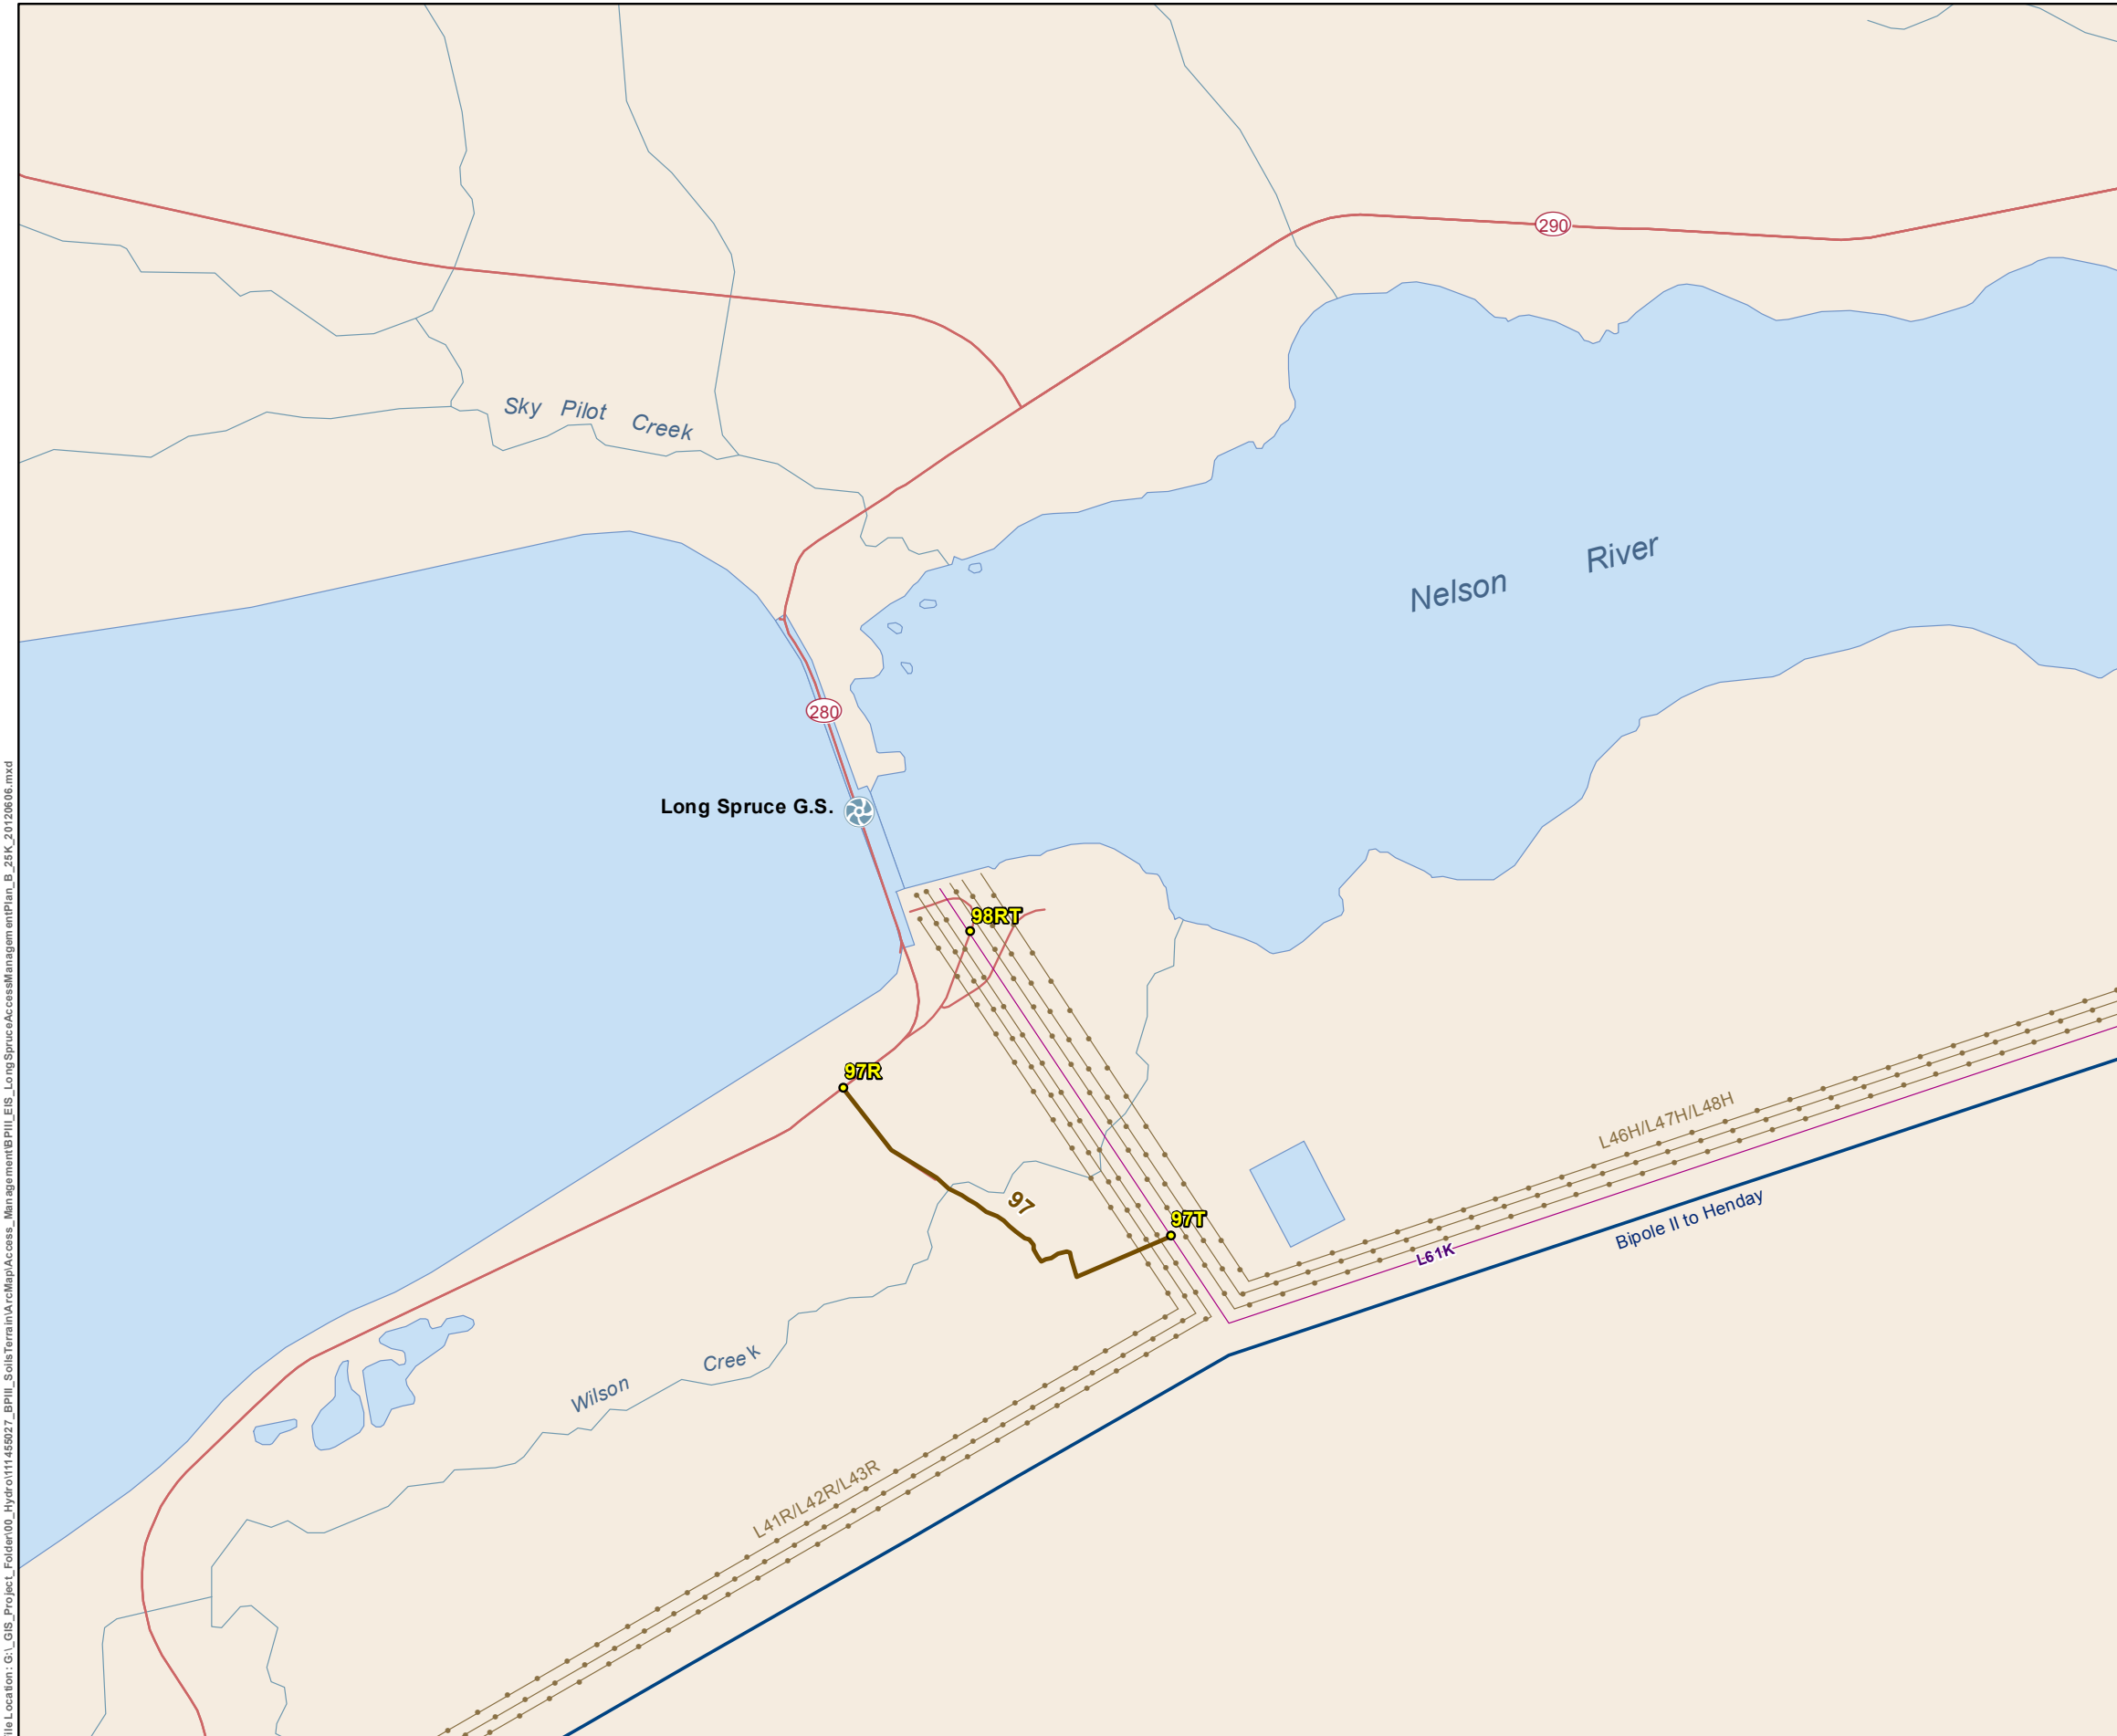 290
Sky Pilot Creek
Nelson River
280
Long Spruce G.S.
98RT
97R
L46H/L47H/L48H
97
97T
Bipole II to Henday
L61K
Wilson Creek
L41R/L42R/L43R
ile Location: G:\_GIS_Project_Folder\00_Hydro\111455027_BPIII_SoilsTerrain\ArcMap\Access_Management\BPIII_EIS_LongSpruceAccessManagementPlan_B_25K_20120606.mxd